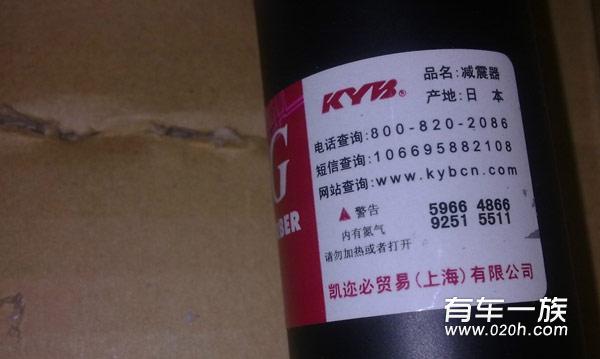 KYB®
品名:减震器
产地:日本
电话查询:800-820-2086
短信查询:106695882108
网站查询:www.kybcn.com
警告
内有氮气
请勿加热或者打开
5966 4866
9251 5511
凯迩必贸易(上海)有限公司
G
BER
有车一族
www.020h.com